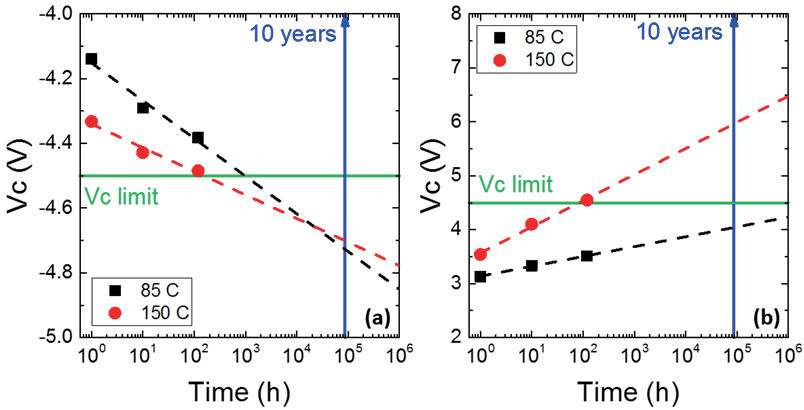 -4.0
-4.2
-4.4
-4.6
-4.8
-5.0
Vc (V)
10 years
Vc limit
85 C
150 C
(a)
10⁰ 10¹ 10² 10³ 10⁴ 10⁵ 10⁶
Time (h)
8
7
6
5
4
3
2
Vc (V)
85 C
150 C
10 years
Vc limit
(b)
10⁰ 10¹ 10² 10³ 10⁴ 10⁵ 10⁶
Time (h)